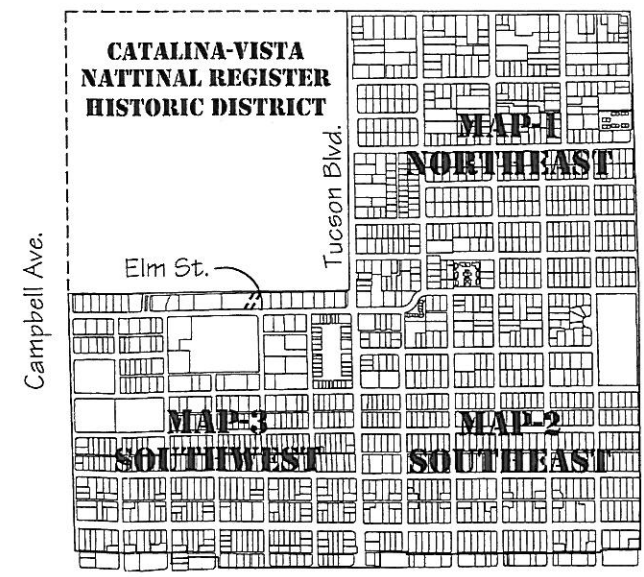 CATALINA-VISTA
NATTINAL REGISTER
HISTORIC DISTRICT
MAP-1
NORTHEAST
Tucson Blvd.
Elm St.
Campbell Ave.
MAP-3
SOUTHWEST
MAP-2
SOUTHEAST